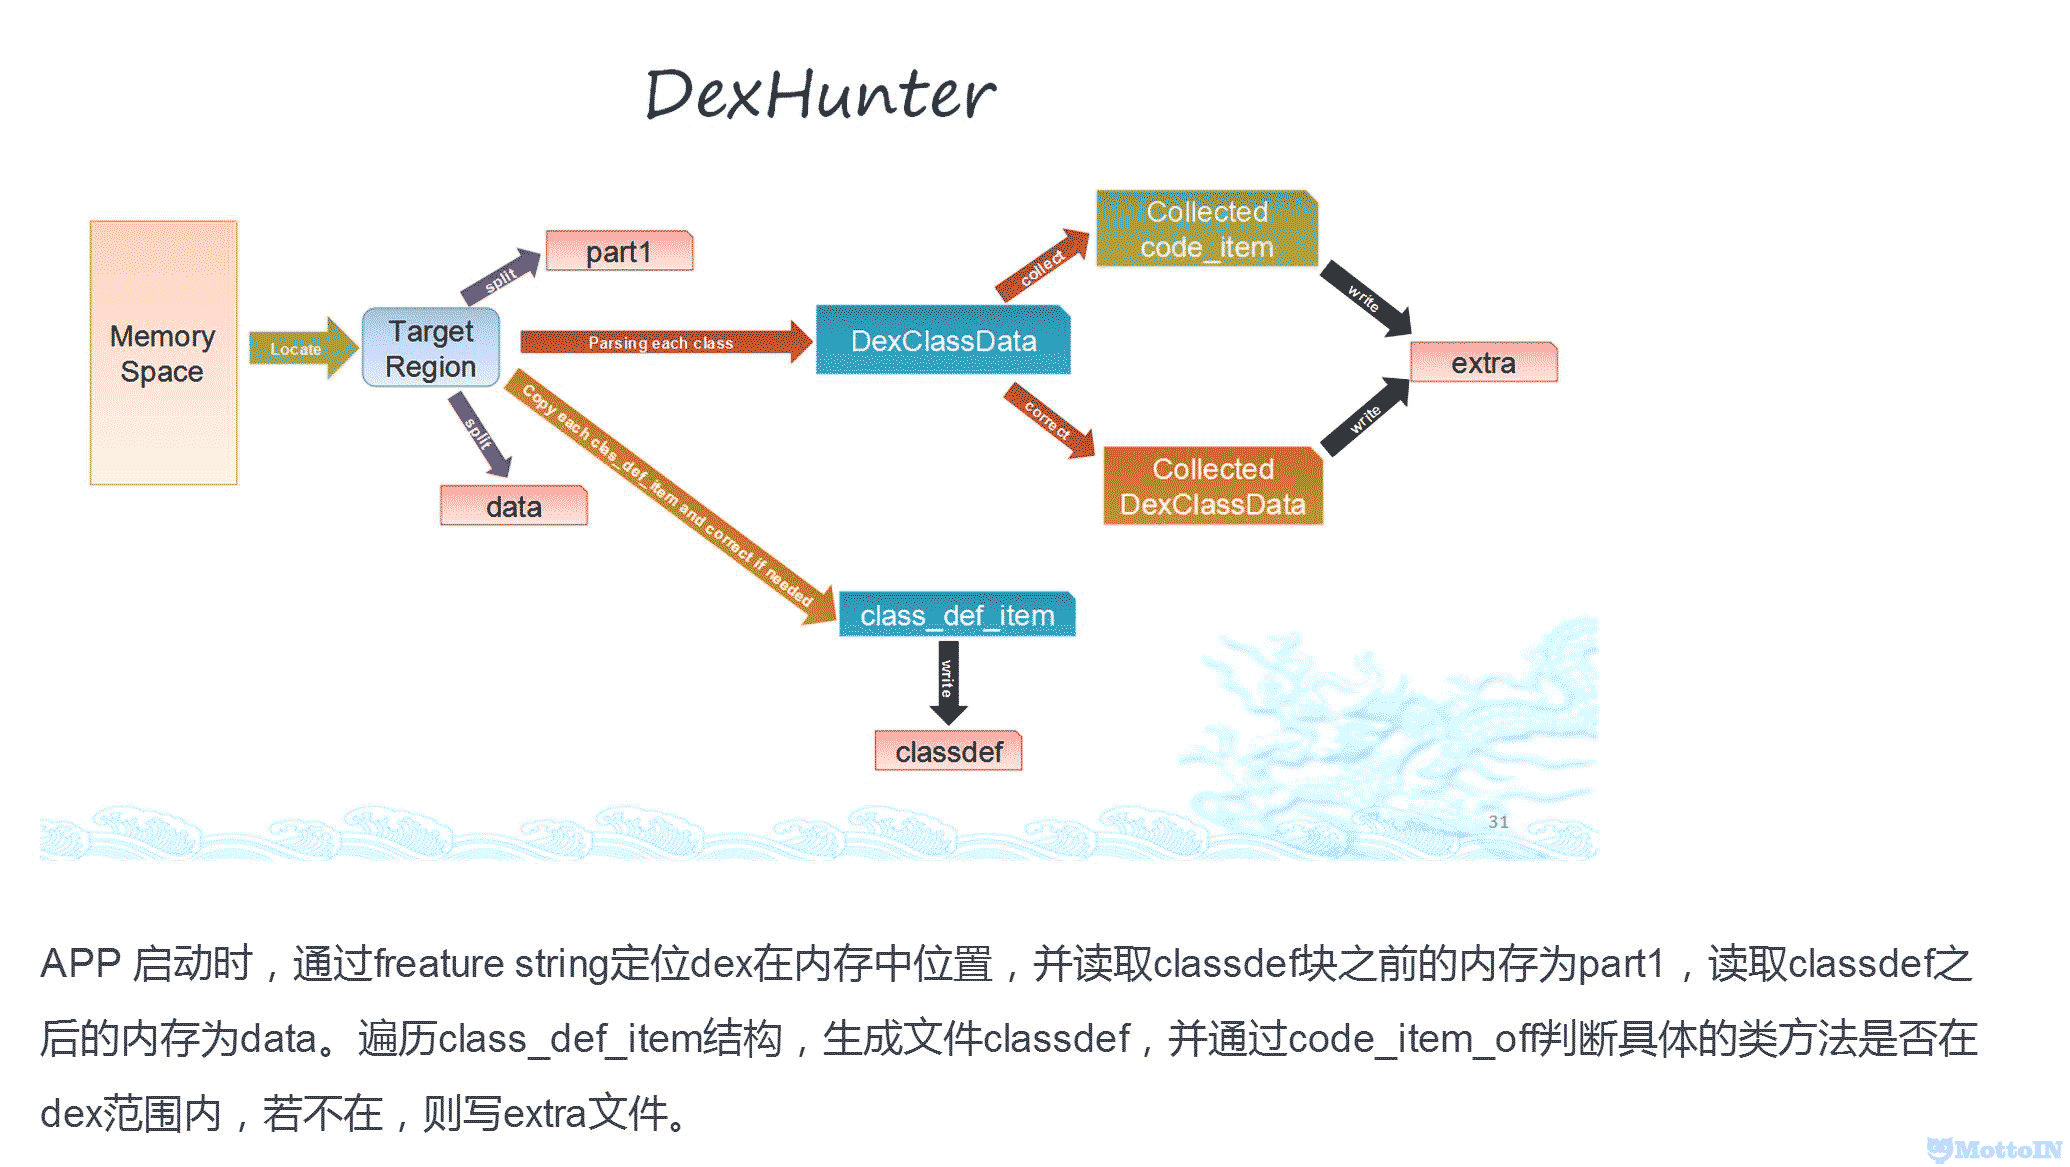 DexHunter
Memory
Space
Locate
Target
Region
split
part1
split
data
Parsing each class
DexClassData
collect
Collected
code_item
correct
Collected
DexClassData
write
write
extra
Copy each clas_def_item and correct if needed
class_def_item
write
classdef
31
APP 启动时，通过freature string定位dex在内存中位置，并读取classdef块之前的内存为part1，读取classdef之
后的内存为data。遍历class_def_item结构，生成文件classdef，并通过code_item_off判断具体的类方法是否在
dex范围内，若不在，则写extra文件。
MottoIN